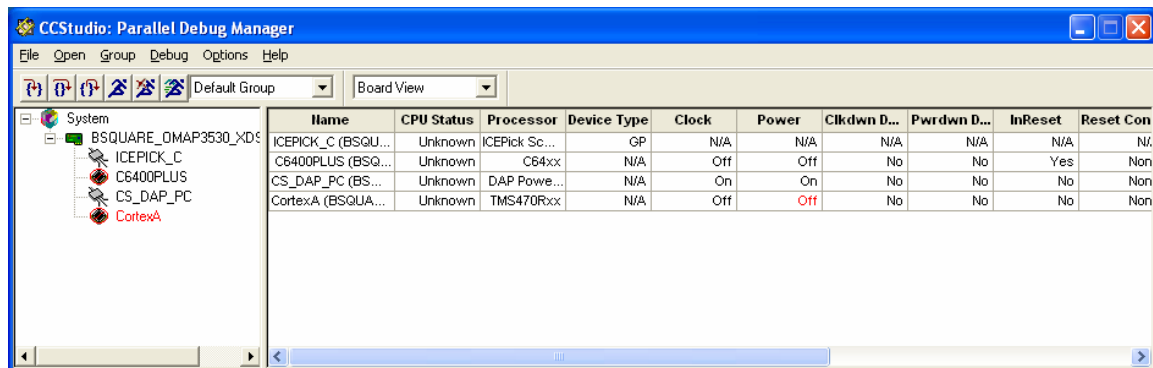 CCStudio: Parallel Debug Manager
File Open Group Debug Options Help
Default Group Board View
System
BSQUARE_OMAP3530_XDS
ICEPICK_C
C6400PLUS
CS_DAP_PC
CortexA
Name CPU Status Processor Device Type Clock Power Clkdwn D... Pwrdwn D... InReset Reset Con
ICEPICK_C (BSQU... Unknown ICEPick Sc... GP N/A N/A N/A N/A N/A N/
C6400PLUS (BSQ... Unknown C64xx N/A Off Off No No Yes Non
CS_DAP_PC (BS... Unknown DAP Powe... N/A On On No No No Non
CortexA (BSQUA... Unknown TMS470Rxx N/A Off Off No No No Non